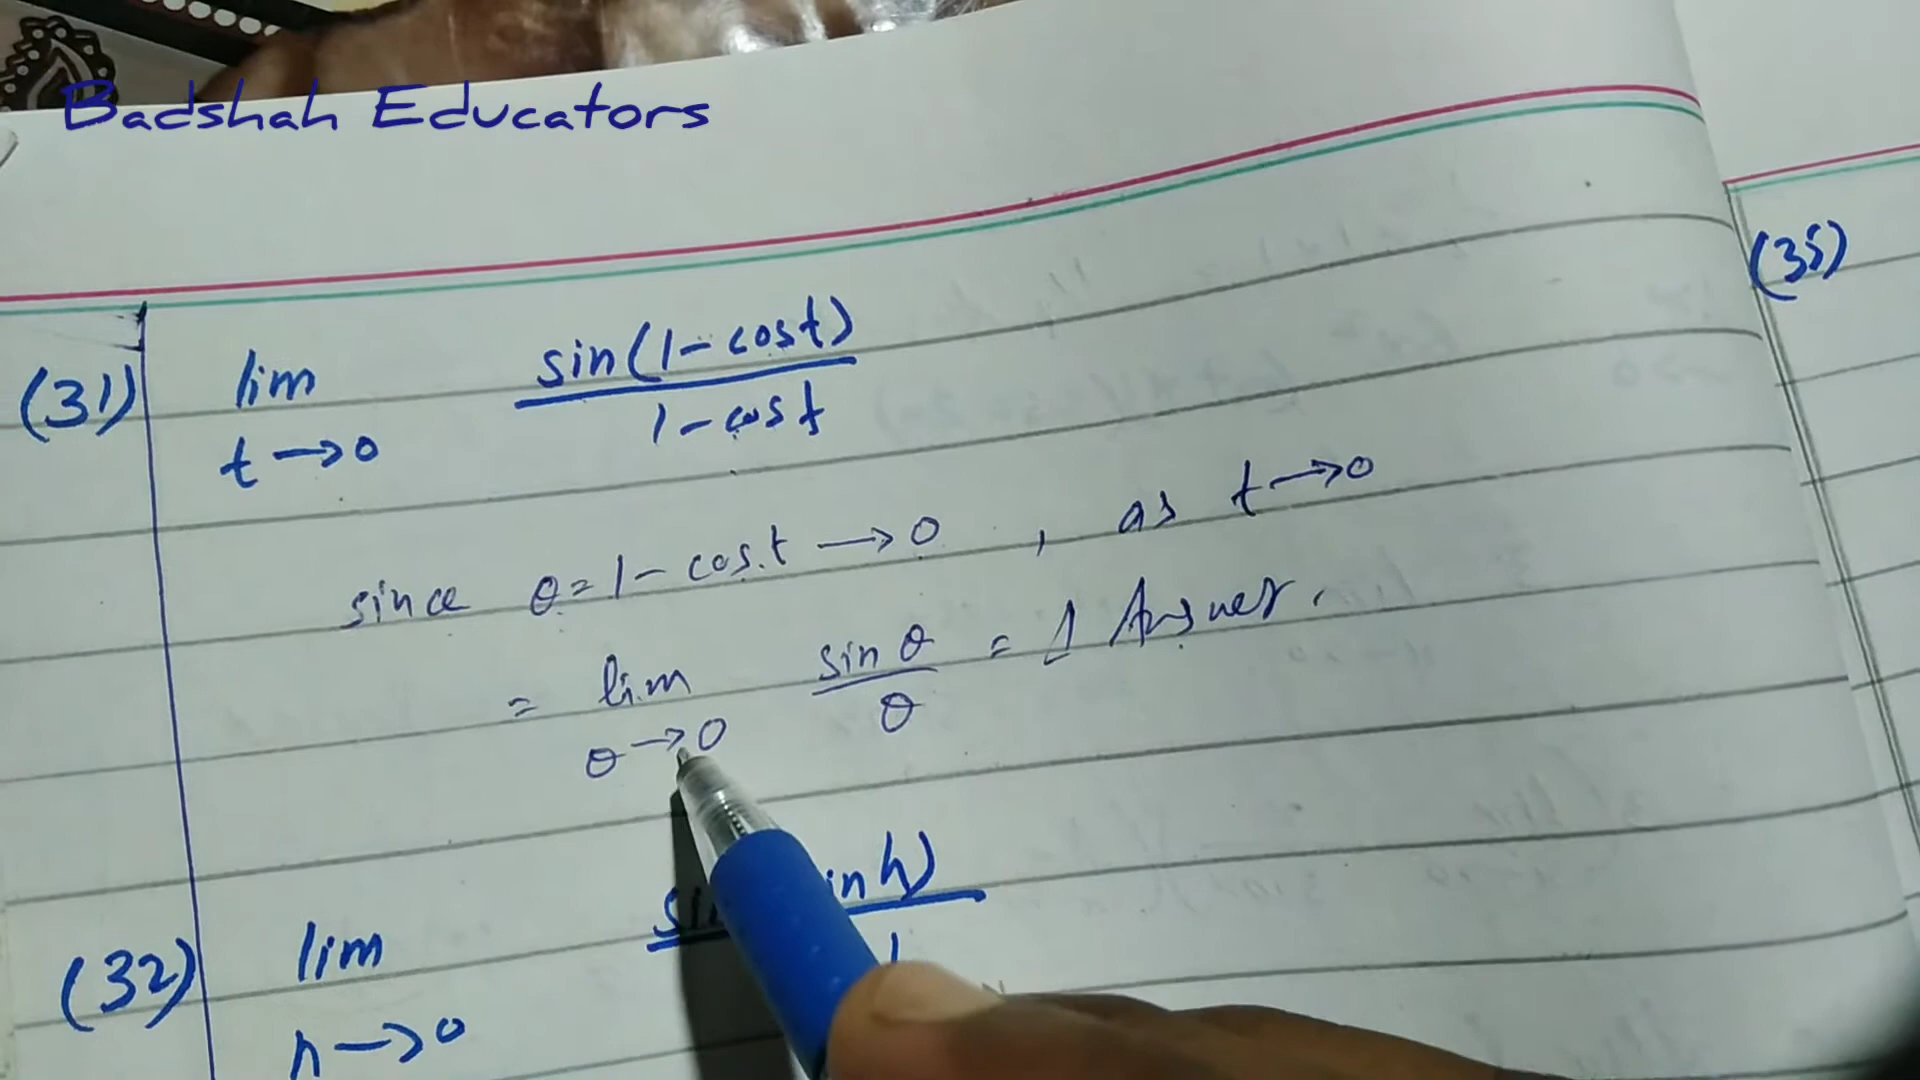 Badshah Educators
(35)
(31) lim t→0 sin(1-cost) / 1-cost
since θ=1-cos.t→0 , as t→0
= lim θ→0 sin θ / θ = 1 Answer.
(32) lim h→0